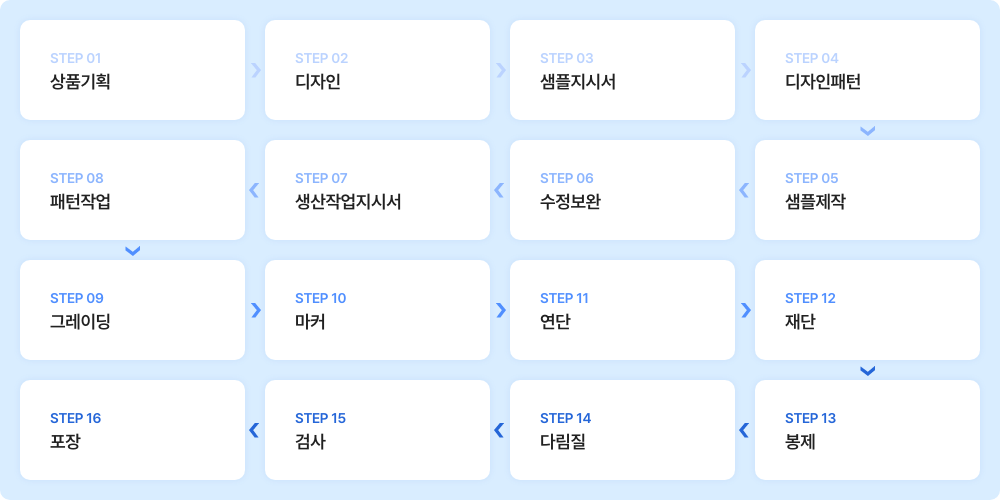 STEP 01
상품기획
STEP 02
디자인
STEP 03
샘플지시서
STEP 04
디자인패턴
STEP 05
샘플제작
STEP 06
수정보완
STEP 07
생산작업지시서
STEP 08
패턴작업
STEP 09
그레이딩
STEP 10
마커
STEP 11
연단
STEP 12
재단
STEP 13
봉제
STEP 14
다림질
STEP 15
검사
STEP 16
포장